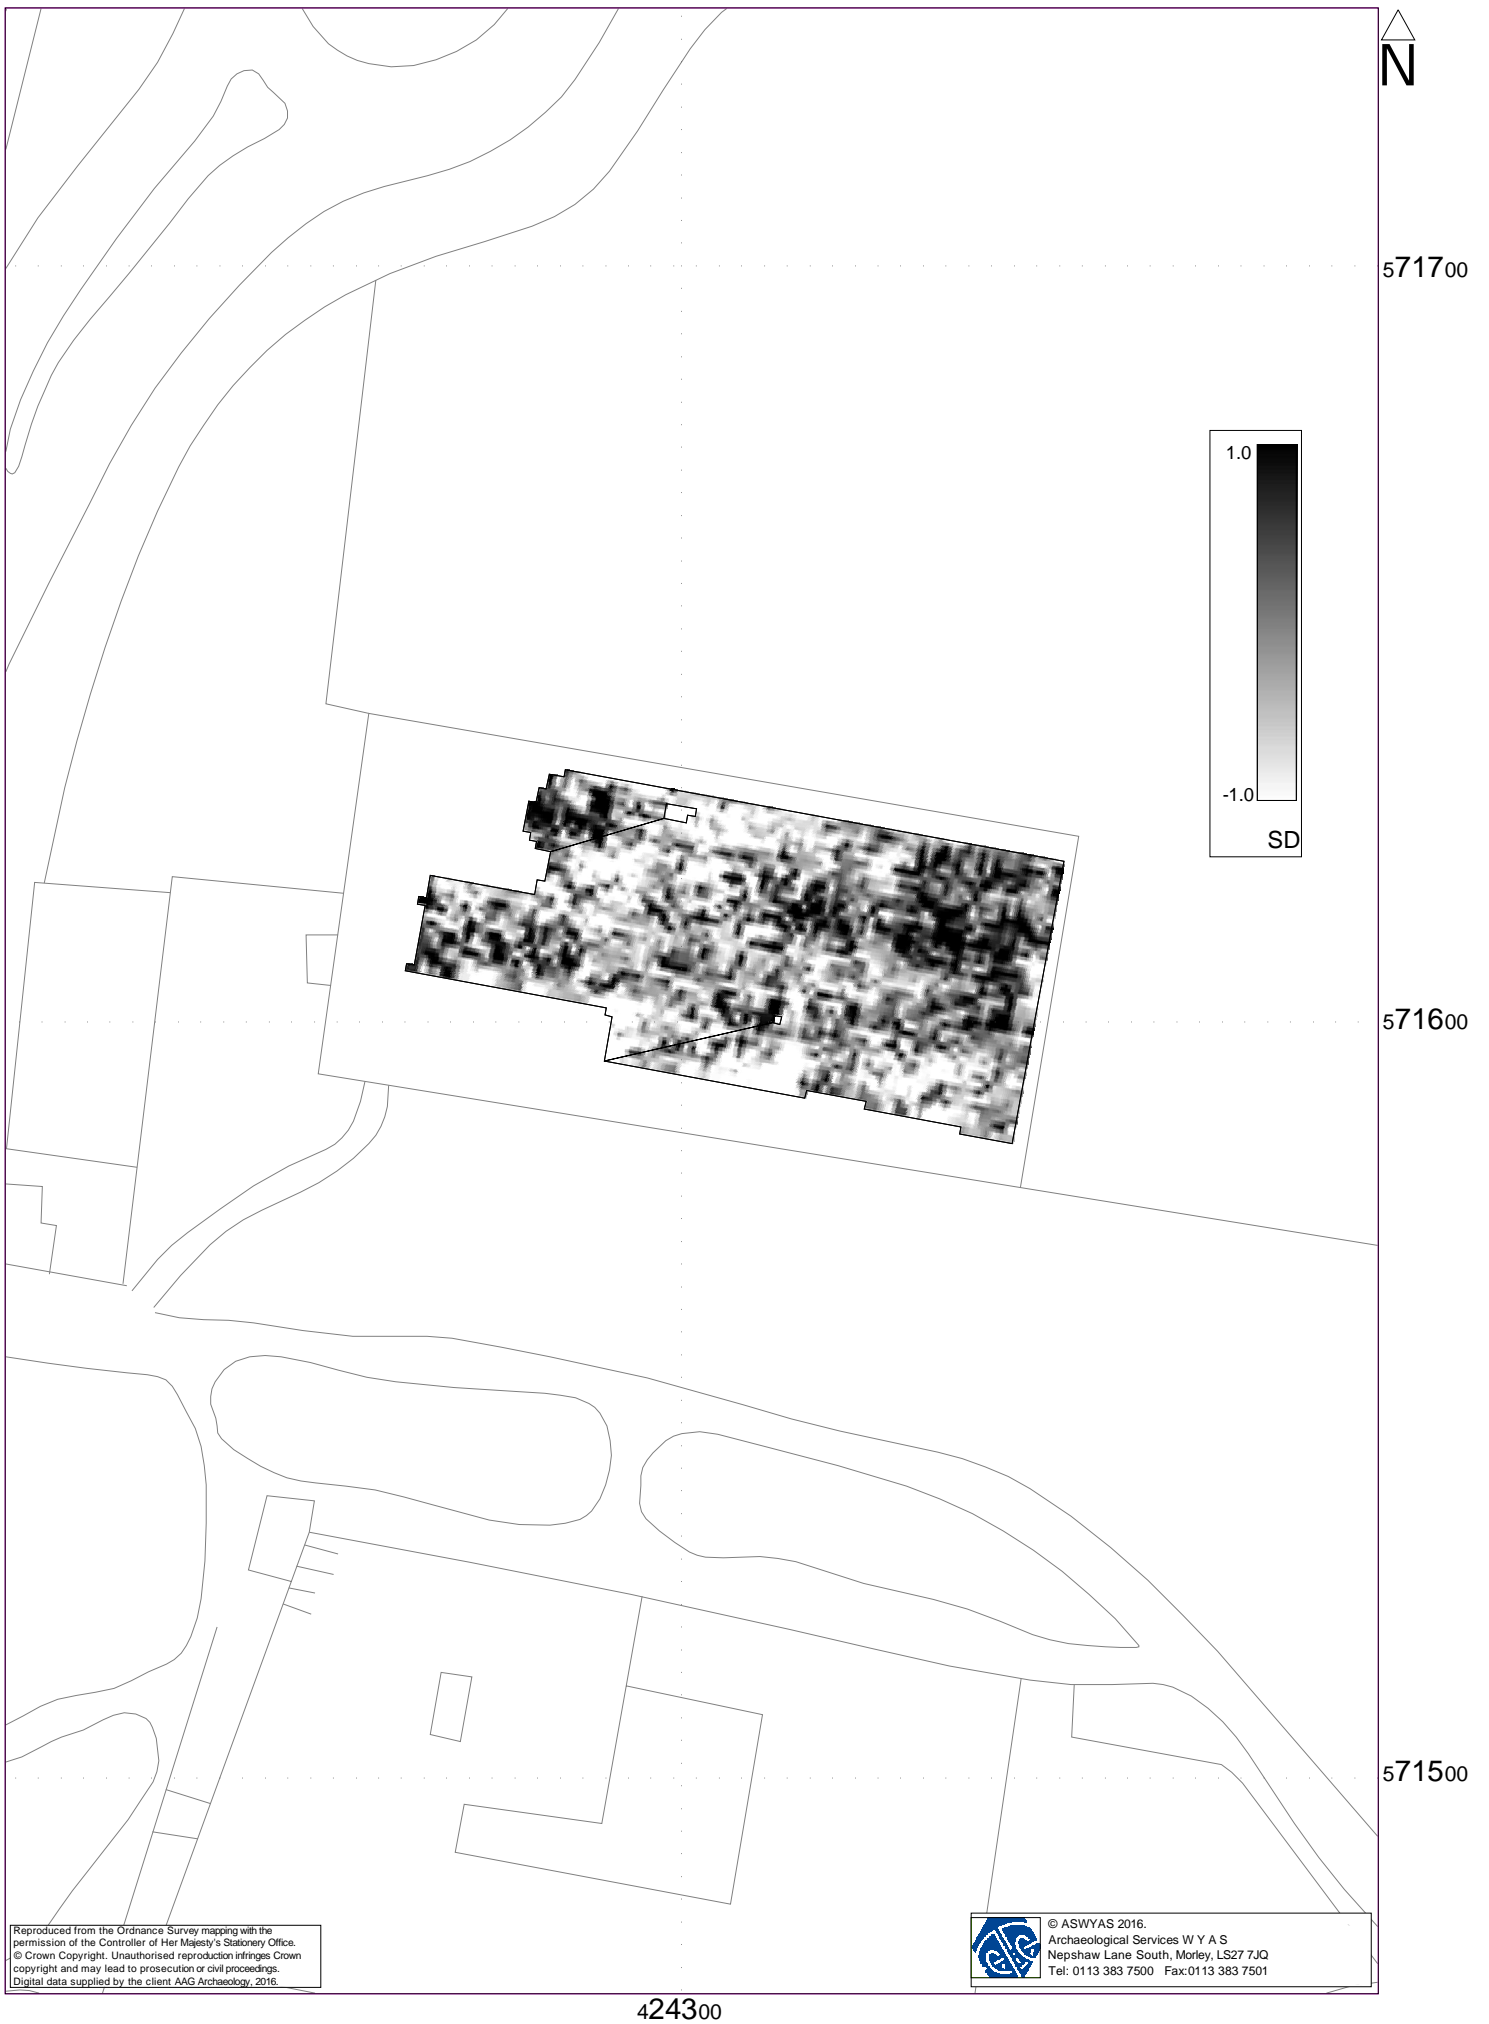 N
571700
1.0
-1.0
SD
571600
571500
Reproduced from the Ordnance Survey mapping with the
permission of the Controller of Her Majesty's Stationery Office.
© Crown Copyright. Unauthorised reproduction infringes Crown
copyright and may lead to prosecution or civil proceedings.
Digital data supplied by the client AAG Archaeology, 2016.
© ASWYAS 2016.
Archaeological Services W Y A S
Nepshaw Lane South, Morley, LS27 7JQ
Tel: 0113 383 7500 Fax:0113 383 7501
424300